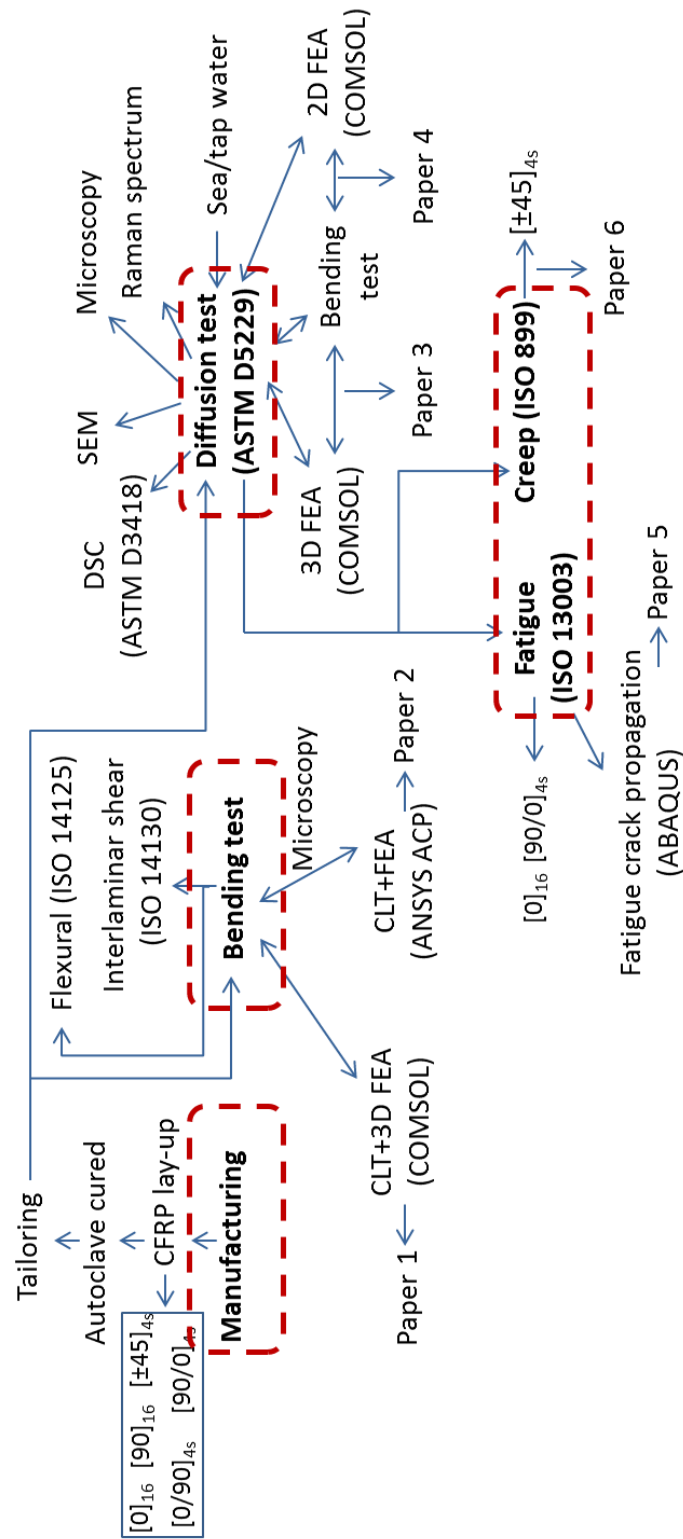 Tailoring
Autoclave cured
CFRP lay-up
[0]₁₆ [90]₁₆ [±45]₄ₛ
[0/90]₄ₛ [90/0]₄ₛ
Manufacturing
Flexural (ISO 14125)
Interlaminar shear
(ISO 14130)
Bending test
Microscopy
CLT+3D FEA
(COMSOL)
Paper 1
CLT+FEA
(ANSYS ACP)
Paper 2
DSC
(ASTM D3418)
SEM
Microscopy
Raman spectrum
Diffusion test
(ASTM D5229)
Sea/tap water
3D FEA
(COMSOL)
Bending
test
2D FEA
(COMSOL)
Paper 3
Paper 4
Fatigue
(ISO 13003)
Creep (ISO 899)
[0]₁₆ [90/0]₄ₛ
[±45]₄ₛ
Fatigue crack propagation
(ABAQUS)
Paper 5
Paper 6